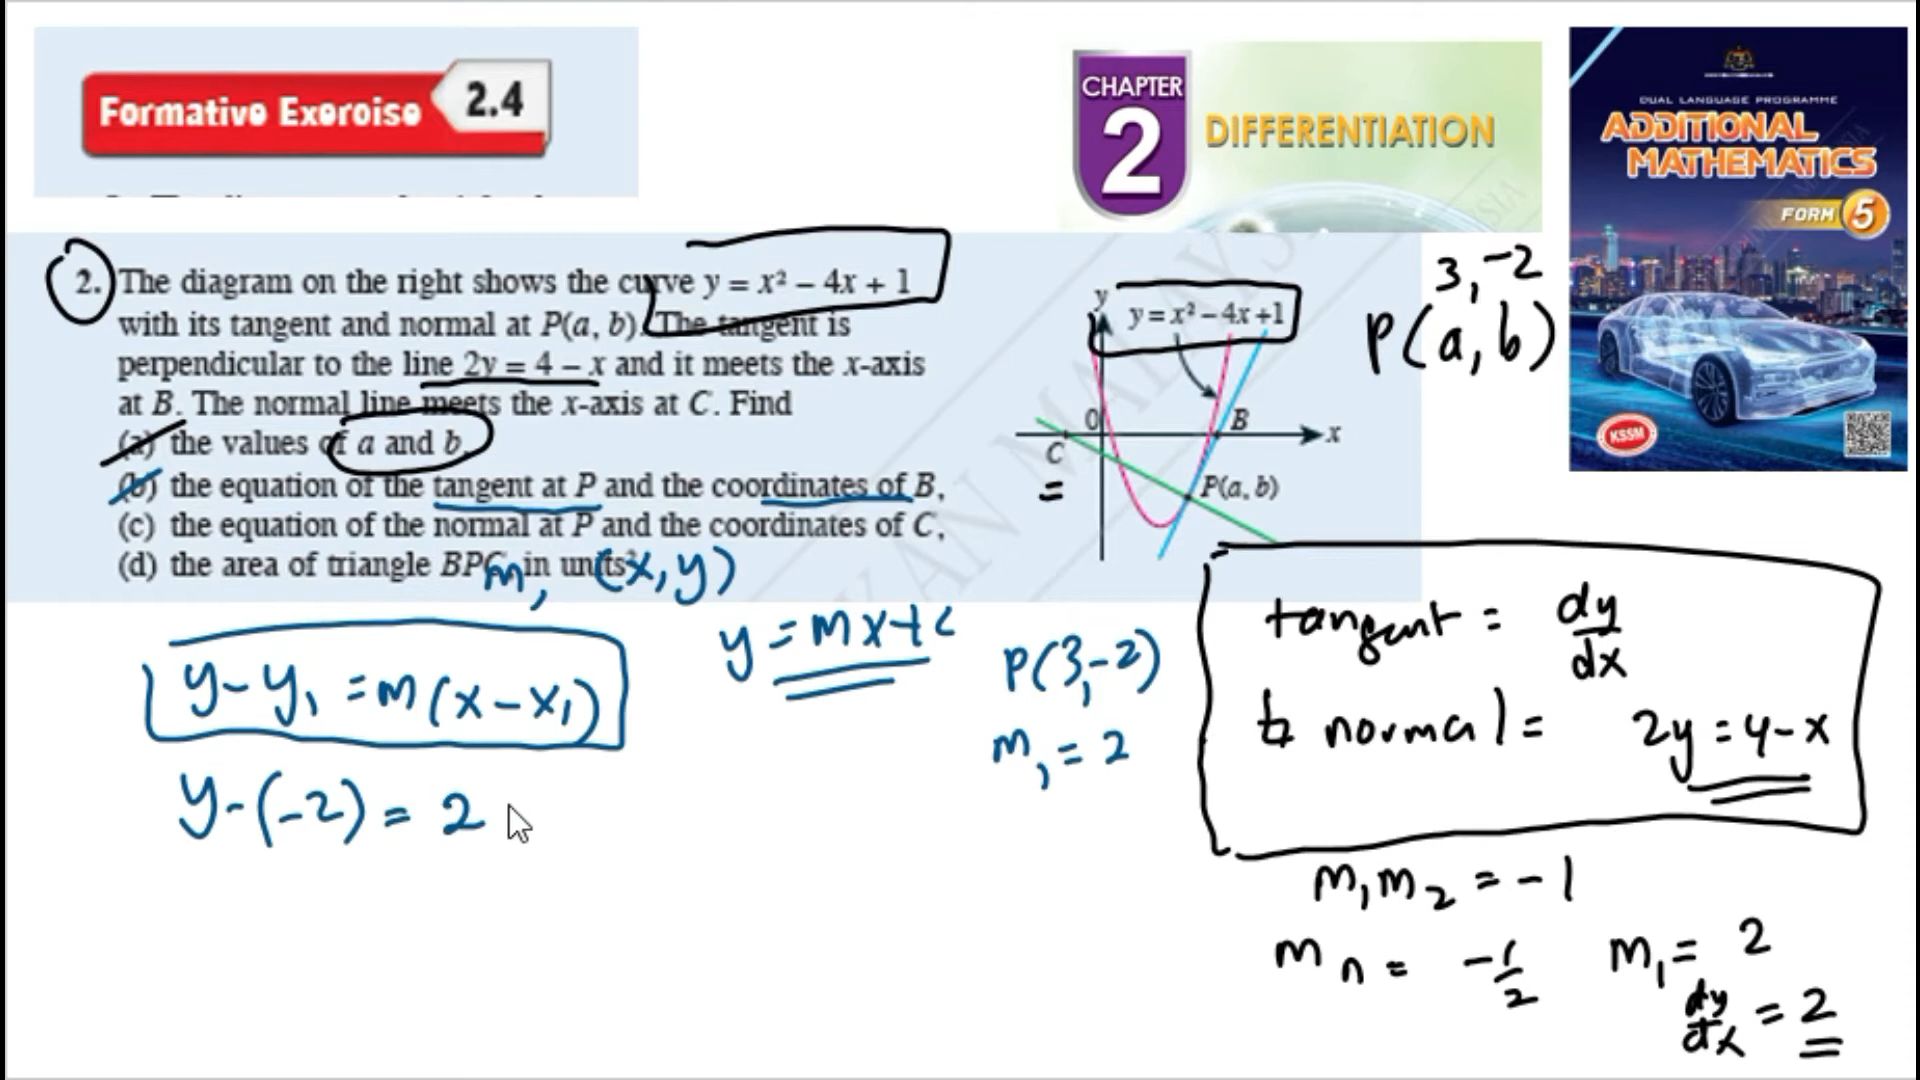 Formative Exercise 2.4
CHAPTER
2
DIFFERENTIATION
DUAL LANGUAGE PROGRAMME
ADDITIONAL
MATHEMATICS
FORM 5
KSSM
2. The diagram on the right shows the curve y = x² – 4x + 1
with its tangent and normal at P(a, b). The tangent is
perpendicular to the line 2y = 4 – x and it meets the x-axis
at B. The normal line meets the x-axis at C. Find
(a) the values of a and b,
(b) the equation of the tangent at P and the coordinates of B,
(c) the equation of the normal at P and the coordinates of C,
(d) the area of triangle BPC, in units².
y
y = x² – 4x + 1
0
B
x
C
P(a, b)
3, -2
P(a, b)
m, (x, y)
y - y₁ = m(x - x₁)
y = mx + c
P(3, -2)
m₁ = 2
y - (-2) = 2
tangent = dy/dx
normal =
2y = 4 - x
m₁m₂ = -1
mₙ = -1/2
m₁ = 2
dy/dx = 2